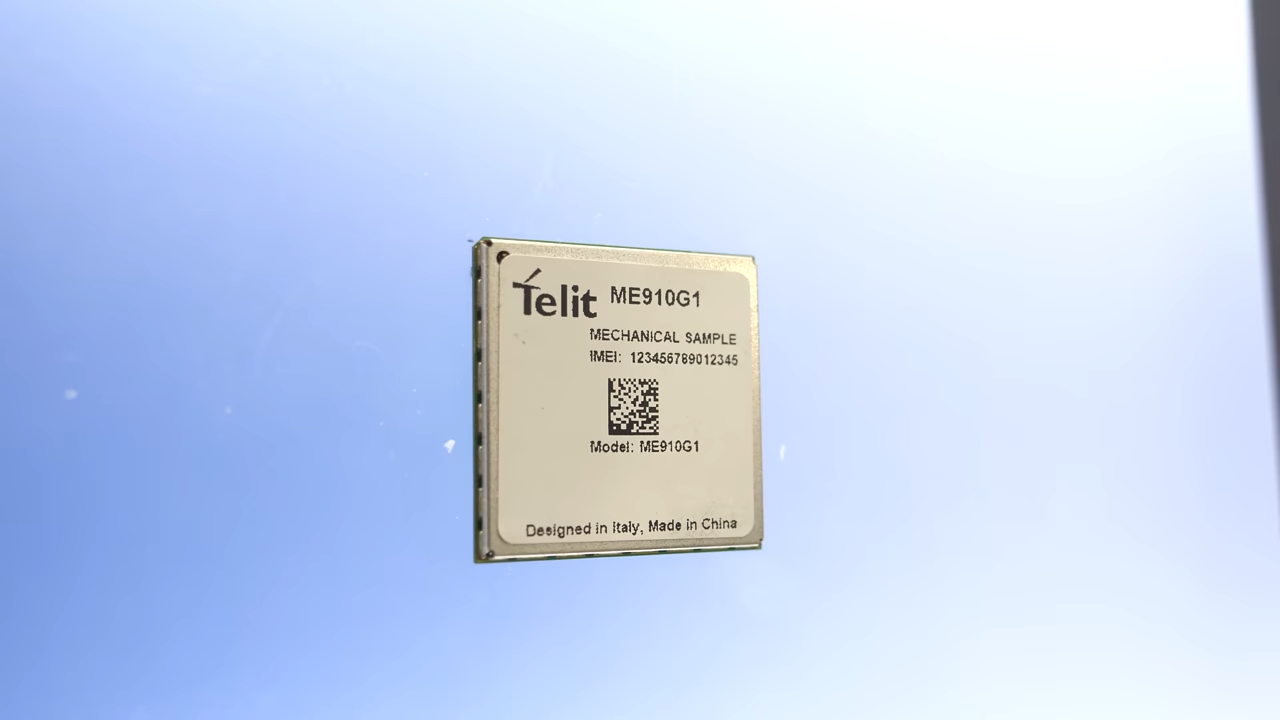 Telit ME910G1
MECHANICAL SAMPLE
IMEI: 123456789012345
Model: ME910G1
Designed in Italy, Made in China